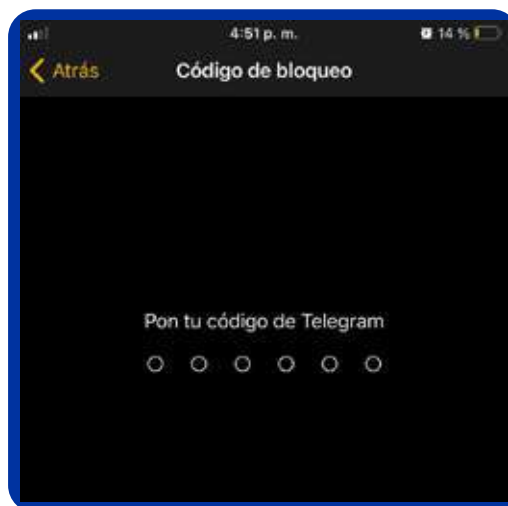 4:51 p. m.
14 %
Atrás
Código de bloqueo
Pon tu código de Telegram